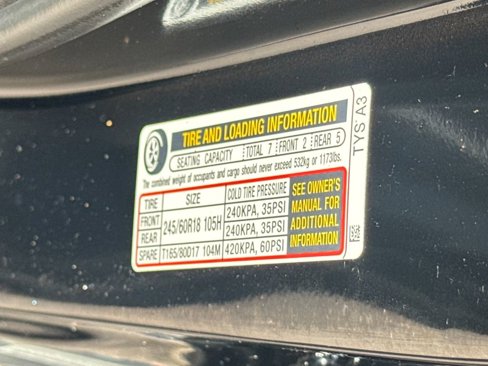 TIRE AND LOADING INFORMATION
SEATING CAPACITY TOTAL 7 FRONT 2 REAR 5
The combined weight of occupants and cargo should never exceed 532kg or 1173lbs.
TIRE SIZE COLD TIRE PRESSURE
FRONT 245/60R18 105H 240KPA, 35PSI
REAR 240KPA, 35PSI
SPARE T165/80D17 104M 420KPA, 60PSI
SEE OWNER'S
MANUAL FOR
ADDITIONAL
INFORMATION
TYS A3